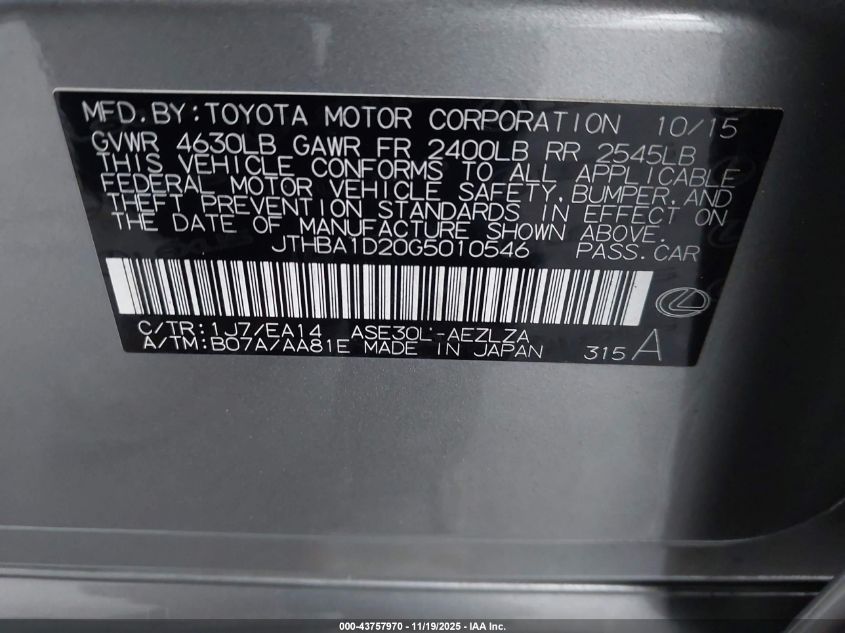 MFD.BY:TOYOTA MOTOR CORPORATION 10/15
GVWR 4630LB GAWR FR 2400LB RR 2545LB
THIS VEHICLE CONFORMS TO ALL APPLICABLE
FEDERAL MOTOR VEHICLE SAFETY,BUMPER,AND
THEFT PREVENTION STANDARDS IN EFFECT ON
THE DATE OF MANUFACTURE SHOWN ABOVE.
JTHBA1D20G5010546 PASS.CAR
C/TR:1J7/EA14 ASE30L-AEZLZA
A/TM:B07A/AA81E MADE IN JAPAN 315A
000-43757970 - 11/19/2025 - IAA Inc.